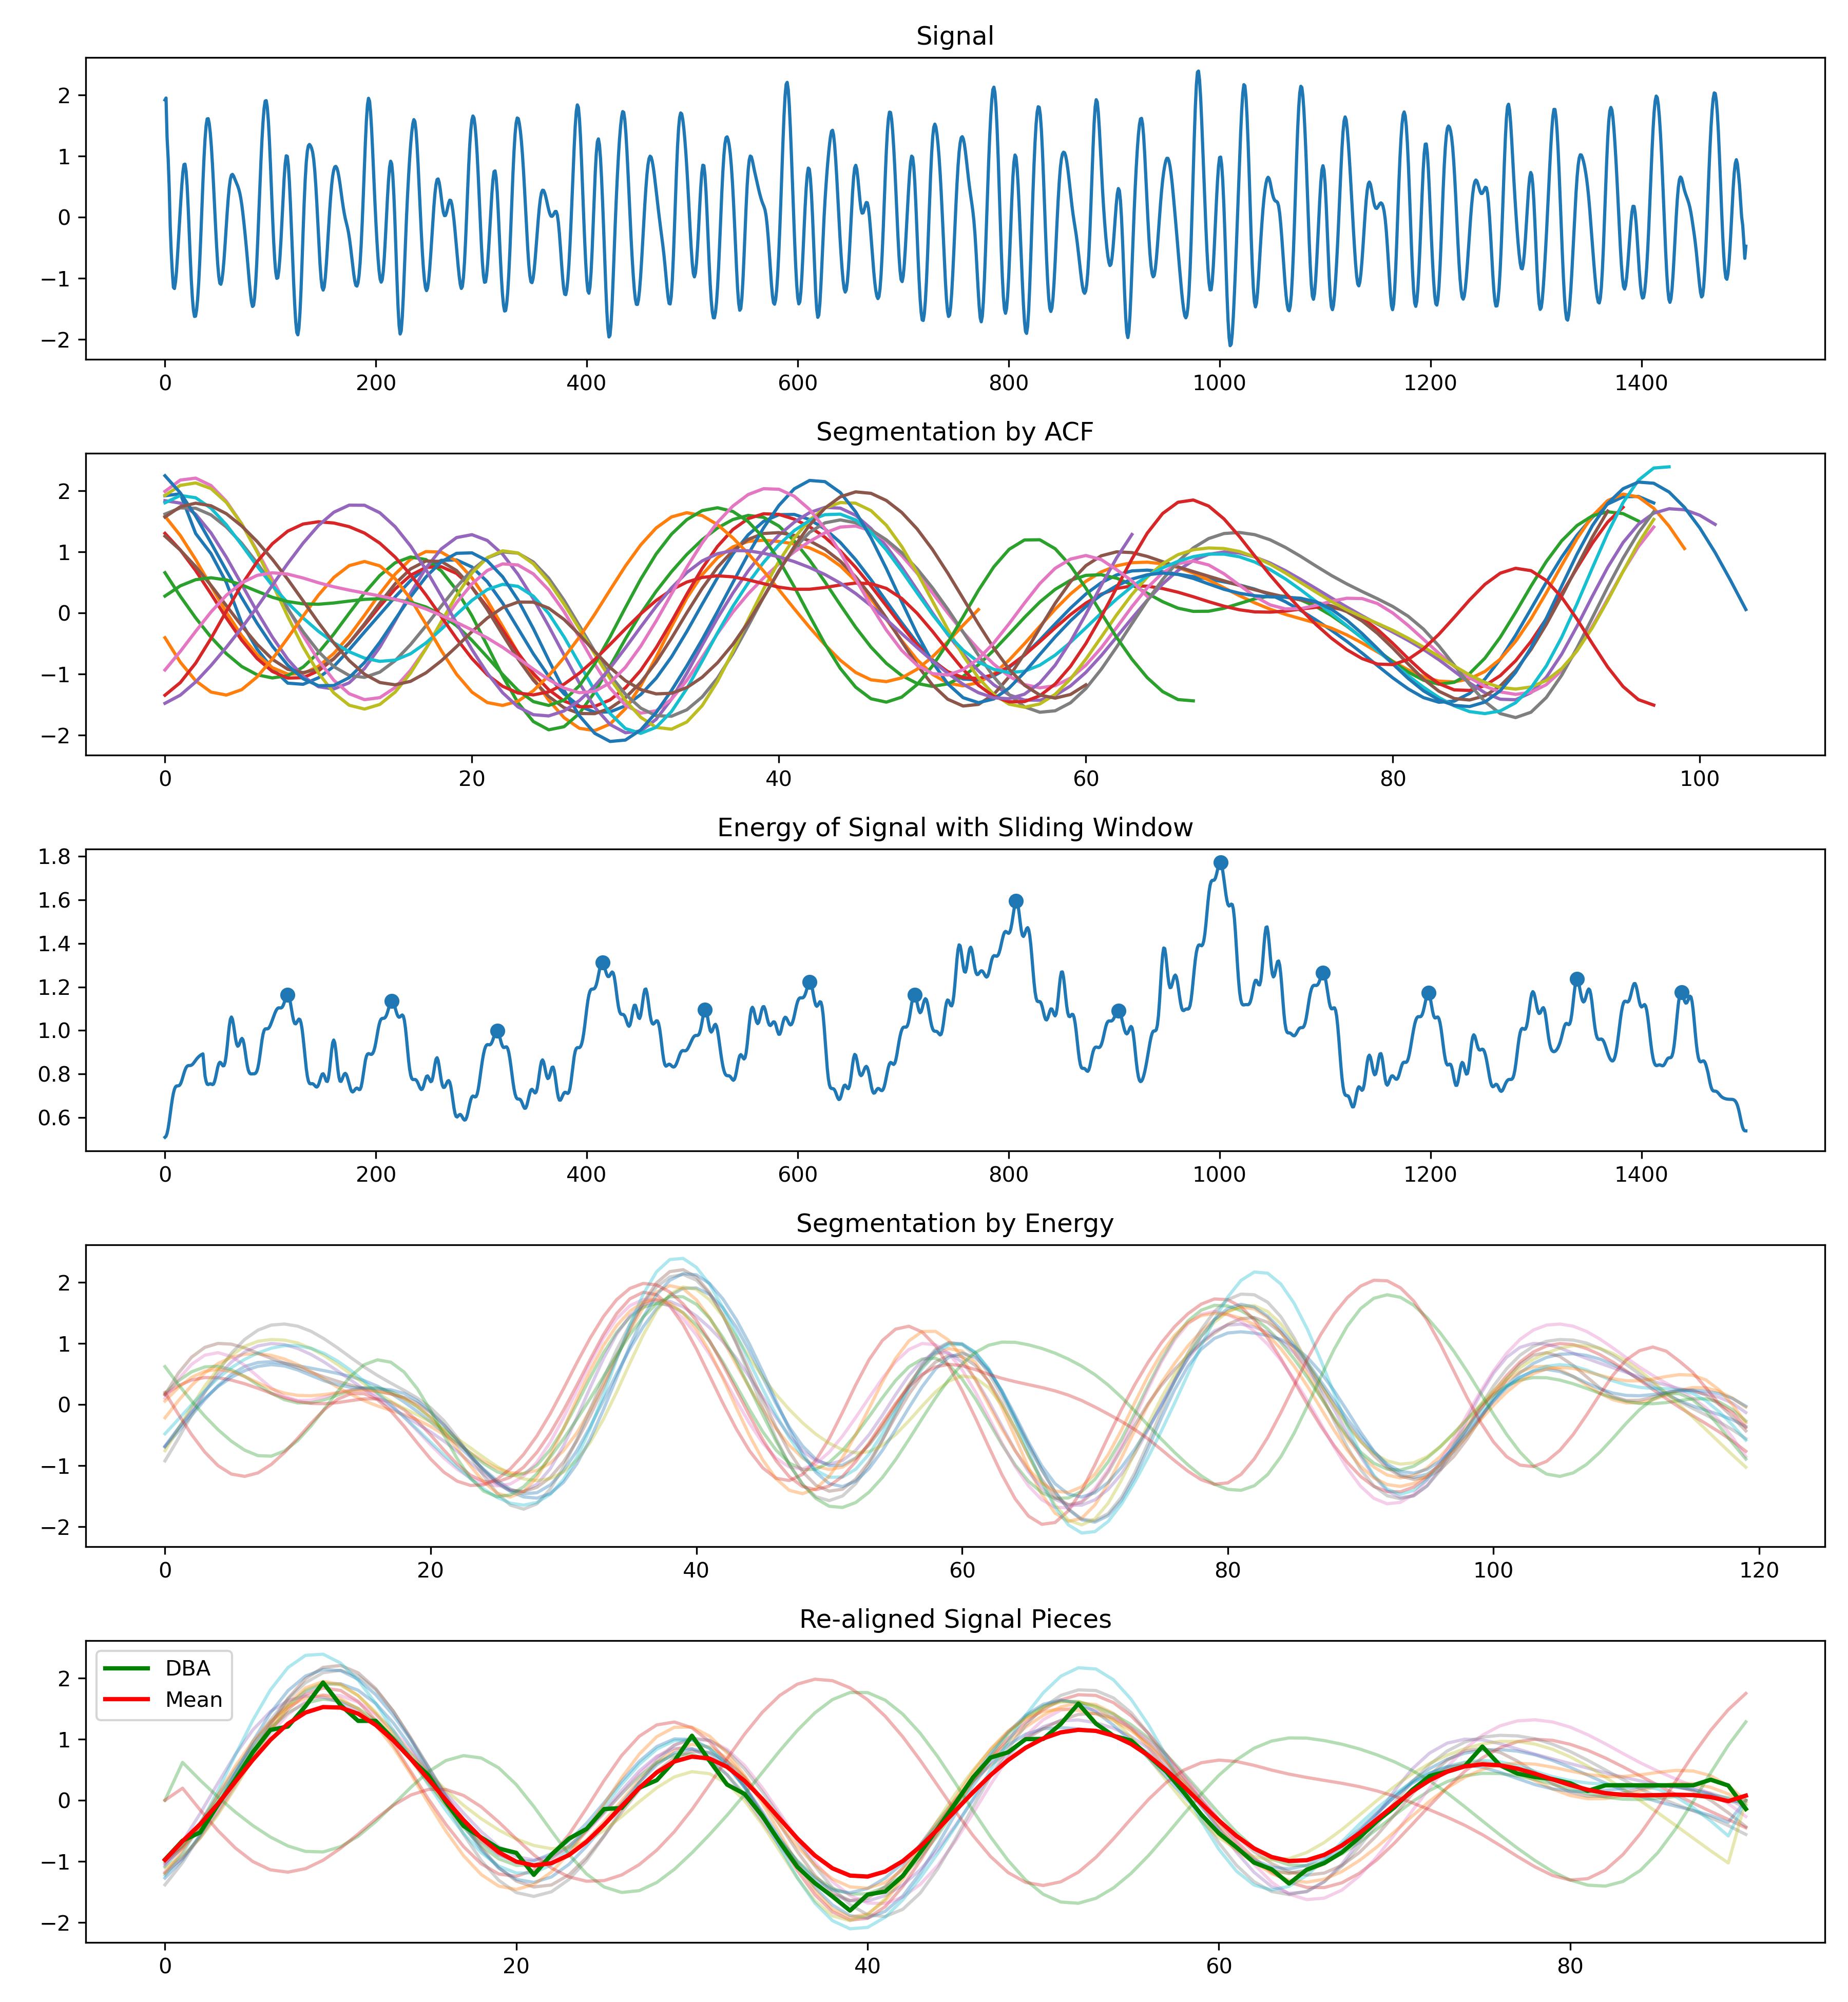 Signal
2
1
0
−1
−2
0 200 400 600 800 1000 1200 1400
Segmentation by ACF
2
1
0
−1
−2
0 20 40 60 80 100
Energy of Signal with Sliding Window
1.8
1.6
1.4
1.2
1.0
0.8
0.6
0 200 400 600 800 1000 1200 1400
Segmentation by Energy
2
1
0
−1
−2
0 20 40 60 80 100 120
Re-aligned Signal Pieces
DBA
Mean
2
1
0
−1
−2
0 20 40 60 80